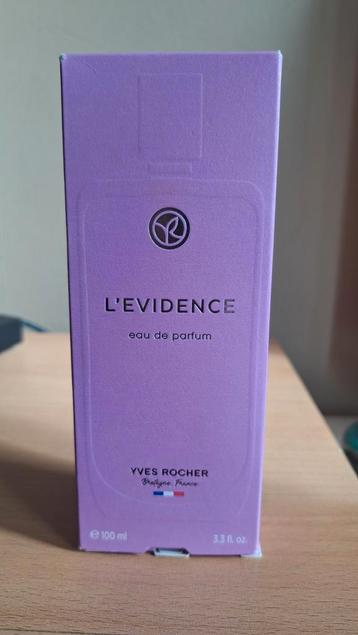 L'EVIDENCE
eau de parfum
YVES ROCHER
Bretagne, France
e 100 ml 3.3 fl. oz.